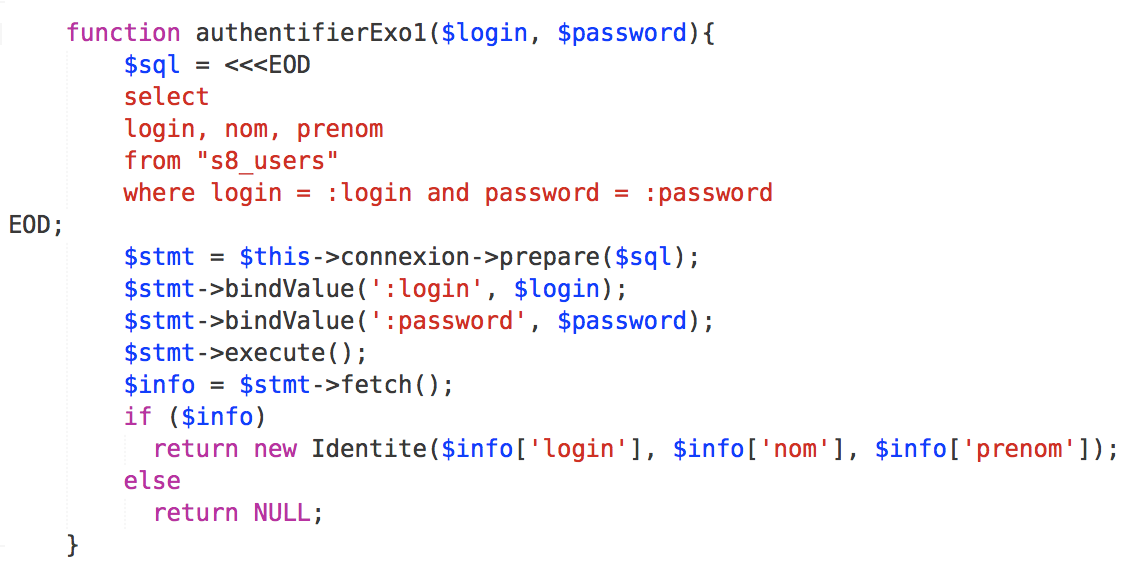 function authentifierExo1($login, $password){
$sql = <<<EOD
select
login, nom, prenom
from "s8_users"
where login = :login and password = :password
EOD;
$stmt = $this->connexion->prepare($sql);
$stmt->bindValue(':login', $login);
$stmt->bindValue(':password', $password);
$stmt->execute();
$info = $stmt->fetch();
if ($info)
return new Identite($info['login'], $info['nom'], $info['prenom']);
else
return NULL;
}